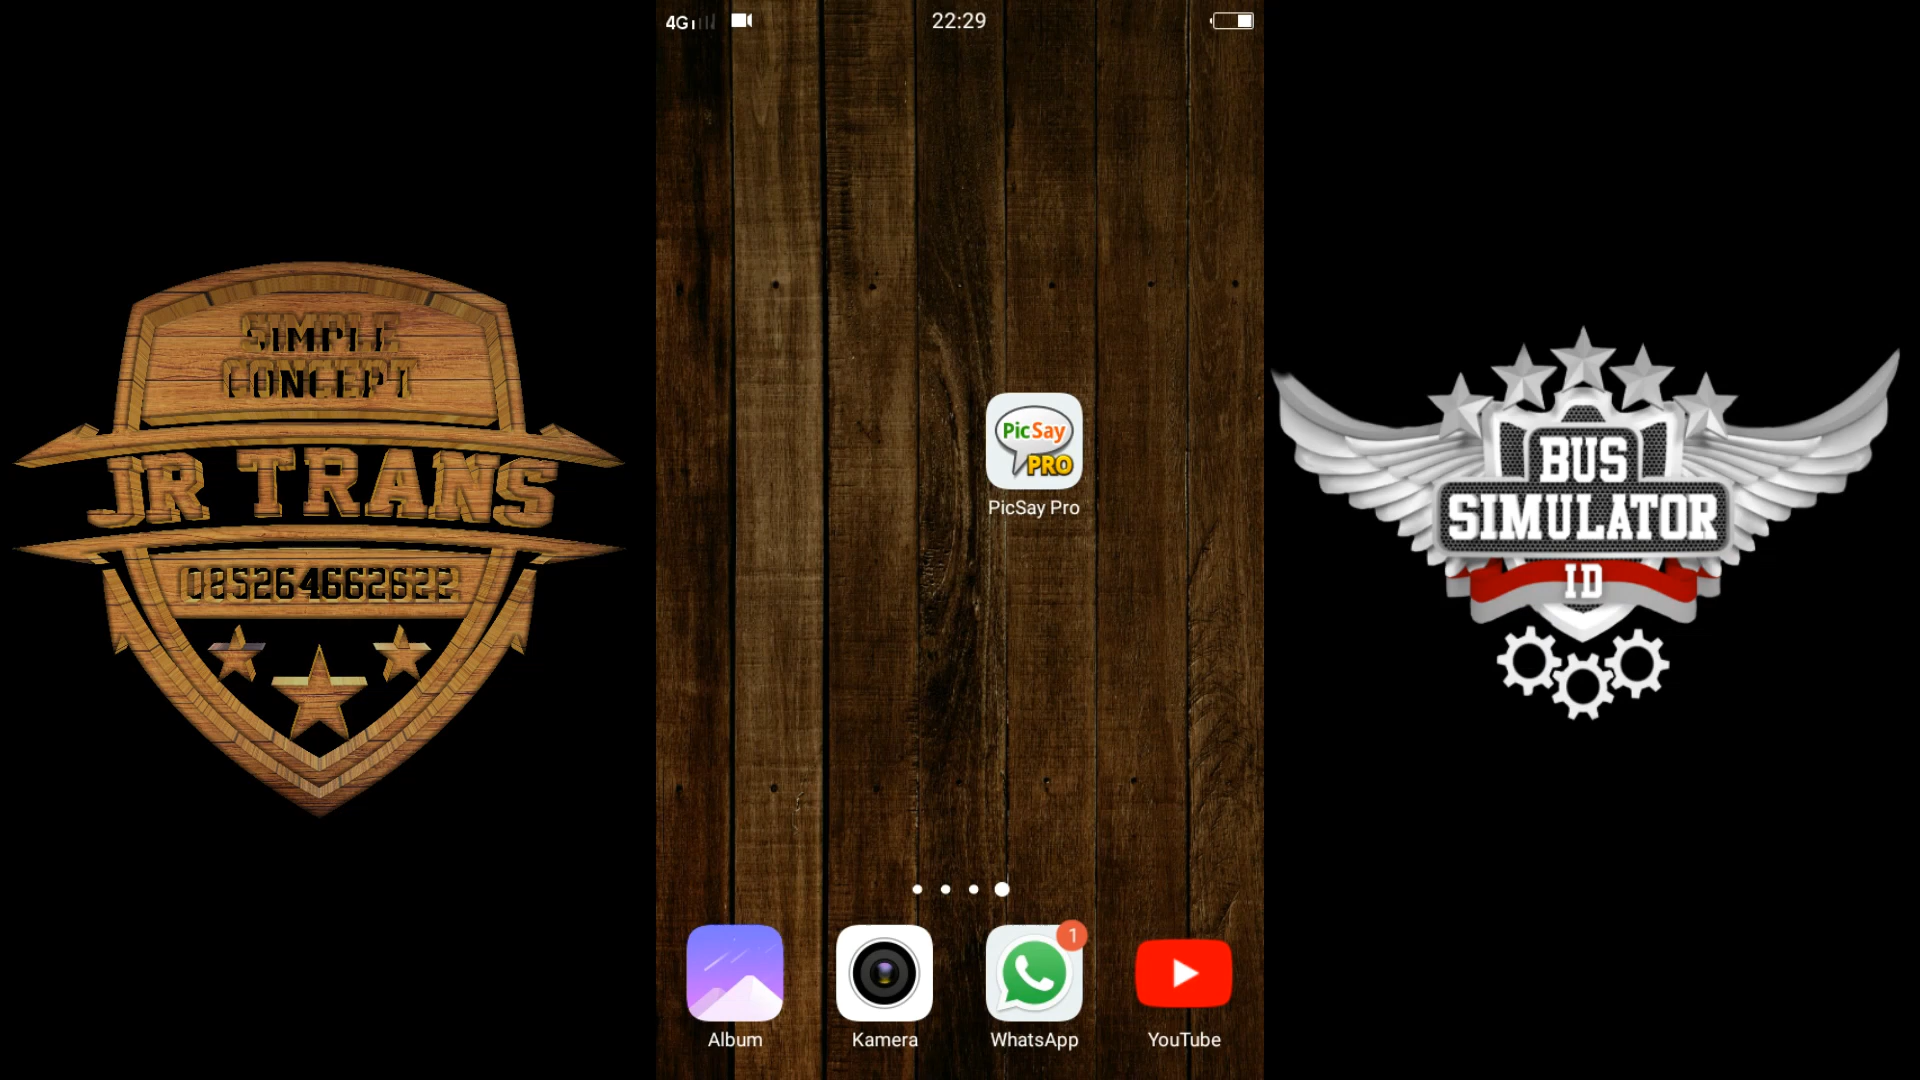 SIMPLE
CONCEPT
JR TRANS
085264662622
4G
22:29
PicSay
PRO
PicSay Pro
1
Album
Kamera
WhatsApp
YouTube
BUS
SIMULATOR
ID